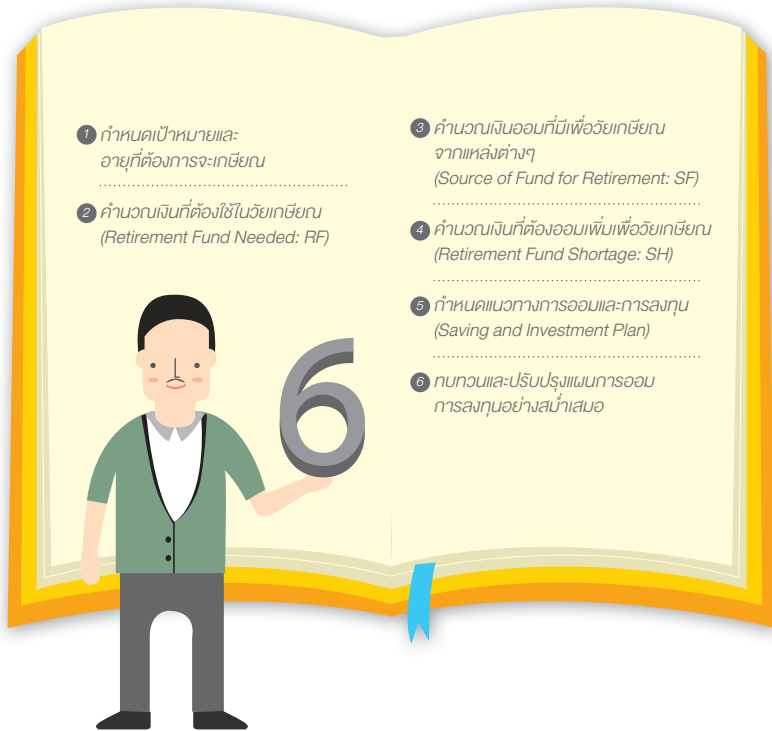 1 กำหนดเป้าหมายและ
อายุที่ต้องการจะเกษียณ
2 คำนวณเงินที่ต้องใช้ในวัยเกษียณ
(Retirement Fund Needed: RF)
3 คำนวณเงินออมที่มีเพื่อวัยเกษียณ
จากแหล่งต่างๆ
(Source of Fund for Retirement: SF)
4 คำนวณเงินที่ต้องออมเพิ่มเพื่อวัยเกษียณ
(Retirement Fund Shortage: SH)
5 กำหนดแนวทางการออมและการลงทุน
(Saving and Investment Plan)
6 ทบทวนและปรับปรุงแผนการออม
การลงทุนอย่างสม่ำเสมอ
6